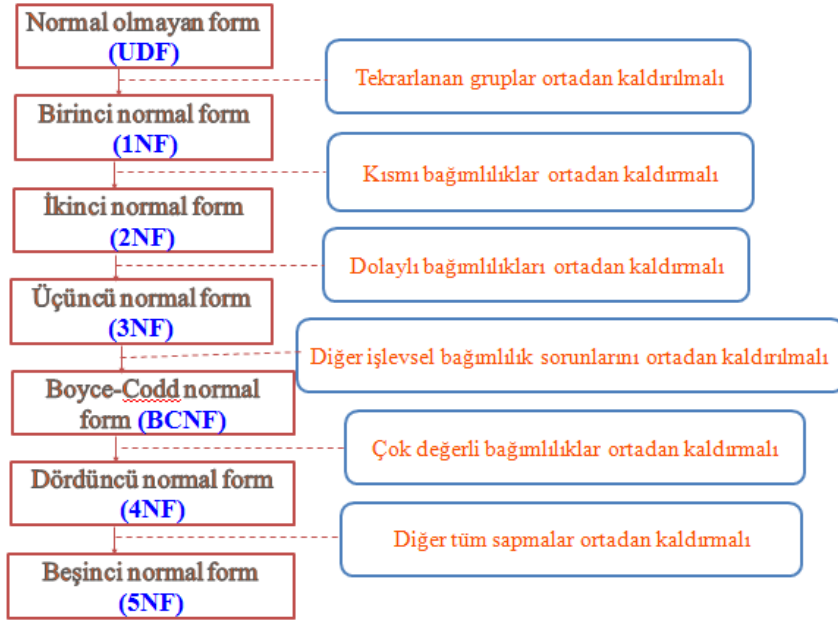 Normal olmayan form
(UDF)
Tekrarlanan gruplar ortadan kaldırılmalı
Birinci normal form
(1NF)
Kısmı bağımlılıklar ortadan kaldırmalı
İkinci normal form
(2NF)
Dolaylı bağımlılıkları ortadan kaldırmalı
Üçüncü normal form
(3NF)
Diğer işlevsel bağımlılık sorunlarını ortadan kaldırılmalı
Boyce-Codd normal
form (BCNF)
Çok değerli bağımlılıklar ortadan kaldırmalı
Dördüncü normal form
(4NF)
Diğer tüm sapmalar ortadan kaldırmalı
Beşinci normal form
(5NF)